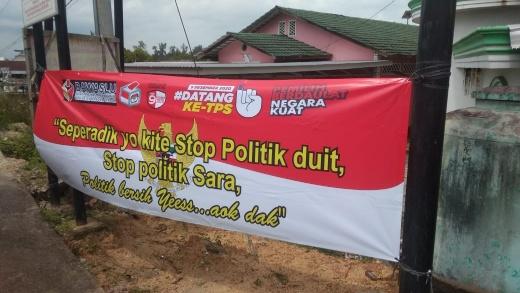 BAWASLU
9 DESEMBER 2020
#DATANG
KE-TPS
NEGARA
KUAT
"Seperadik yo kite Stop Politik duit,
Stop politik Sara,
Politik bersih Yeess...aok dak"